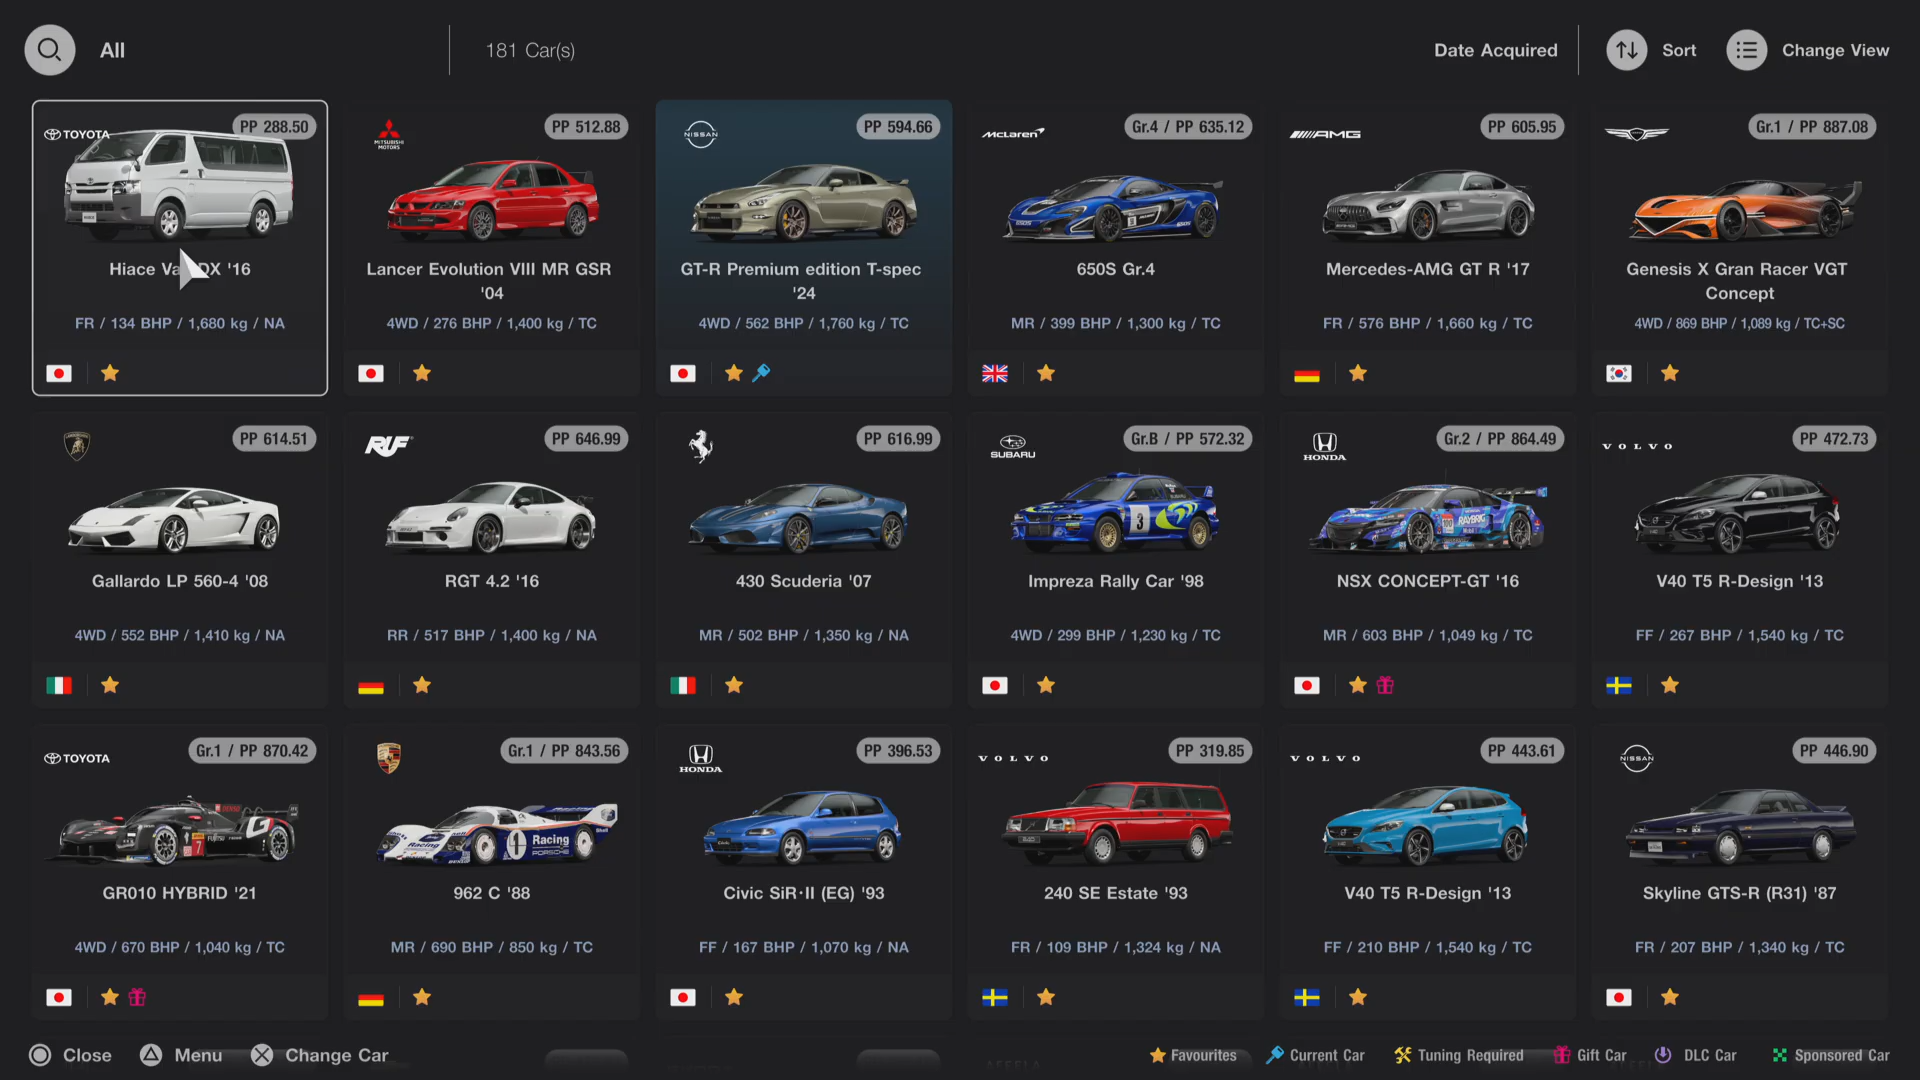 All
181 Car(s)
Date Acquired
Sort
Change View
TOYOTA
PP 288.50
Hiace Va DX '16
FR / 134 BHP / 1,680 kg / NA
MITSUBISHI
MOTORS
PP 512.88
Lancer Evolution VIII MR GSR
'04
4WD / 276 BHP / 1,400 kg / TC
NISSAN
PP 594.66
GT-R Premium edition T-spec
'24
4WD / 562 BHP / 1,760 kg / TC
McLaren
Gr.4 / PP 635.12
650S Gr.4
MR / 399 BHP / 1,300 kg / TC
AMG
PP 605.95
Mercedes-AMG GT R '17
FR / 576 BHP / 1,660 kg / TC
Gr.1 / PP 887.08
Genesis X Gran Racer VGT
Concept
4WD / 869 BHP / 1,089 kg / TC+SC
PP 614.51
Gallardo LP 560-4 '08
4WD / 552 BHP / 1,410 kg / NA
RUF
PP 646.99
RGT 4.2 '16
RR / 517 BHP / 1,400 kg / NA
PP 616.99
430 Scuderia '07
MR / 502 BHP / 1,350 kg / NA
SUBARU
Gr.B / PP 572.32
3
Impreza Rally Car '98
4WD / 299 BHP / 1,230 kg / TC
HONDA
Gr.2 / PP 864.49
RAYBRIG
NSX CONCEPT-GT '16
MR / 603 BHP / 1,049 kg / TC
VOLVO
PP 472.73
V40 T5 R-Design '13
FF / 267 BHP / 1,540 kg / TC
TOYOTA
Gr.1 / PP 870.42
7
GR010 HYBRID '21
4WD / 670 BHP / 1,040 kg / TC
Gr.1 / PP 843.56
Racing
1
Racing
PORSCHE
Shell
962 C '88
MR / 690 BHP / 850 kg / TC
HONDA
PP 396.53
Civic SiR・II (EG) '93
FF / 167 BHP / 1,070 kg / NA
VOLVO
PP 319.85
240 SE Estate '93
FR / 109 BHP / 1,324 kg / NA
VOLVO
PP 443.61
V40 T5 R-Design '13
FF / 210 BHP / 1,540 kg / TC
NISSAN
PP 446.90
Skyline GTS-R (R31) '87
FR / 207 BHP / 1,340 kg / TC
Close
Menu
Change Car
Favourites
Current Car
Tuning Required
Gift Car
DLC Car
Sponsored Car